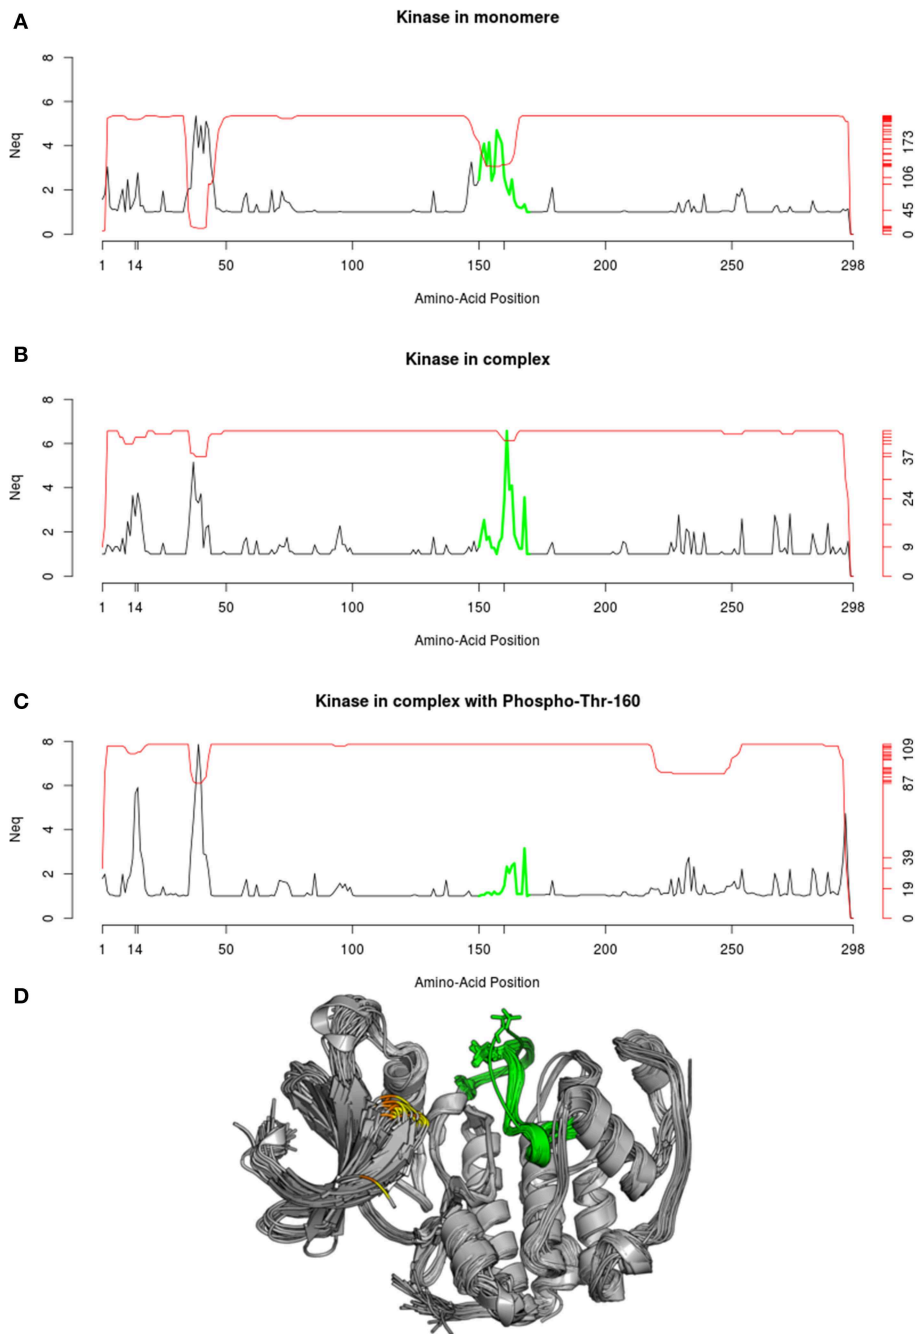 A
Kinase in monomere
8
6
4
2
0
Neq
173
106
45
0
1 14 50 100 150 200 250 298
Amino-Acid Position
B
Kinase in complex
8
6
4
2
0
Neq
37
24
9
0
1 14 50 100 150 200 250 298
Amino-Acid Position
C
Kinase in complex with Phospho-Thr-160
8
6
4
2
0
Neq
109
87
39
19
0
1 14 50 100 150 200 250 298
Amino-Acid Position
D